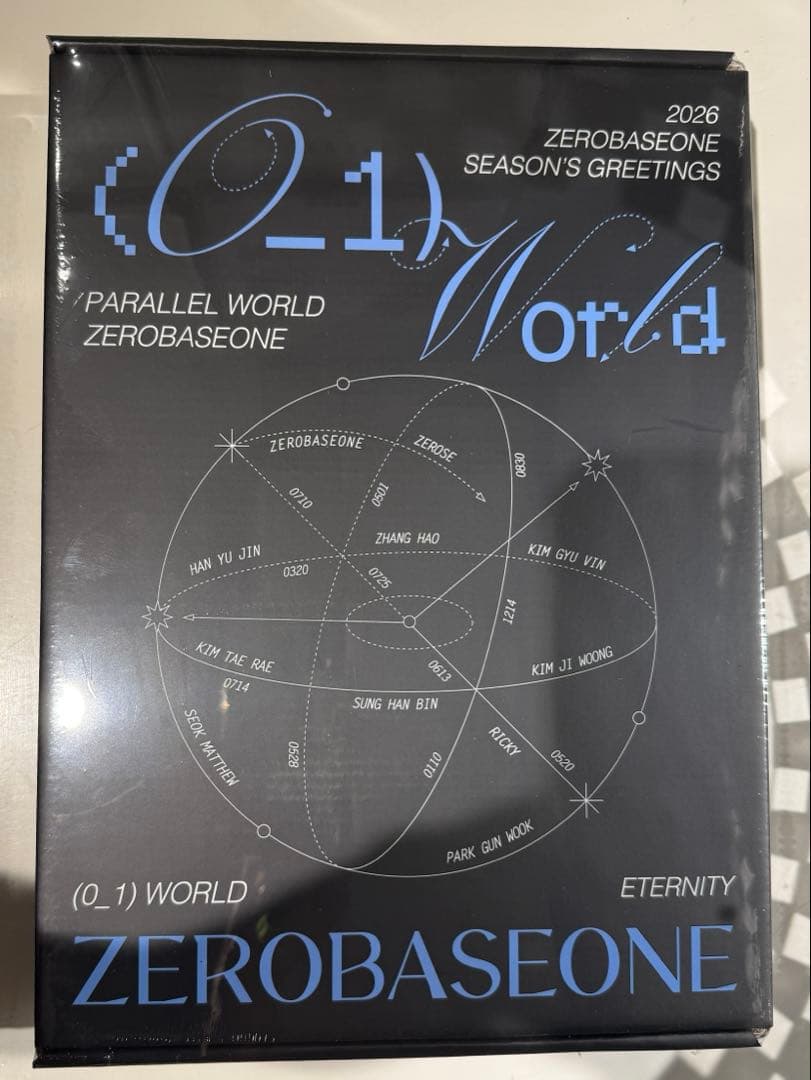 (0_1) World
2026
ZEROBASEONE
SEASON'S GREETINGS
PARALLEL WORLD
ZEROBASEONE
ZEROBASEONE
ZEROSE
0830
0710
0501
ZHANG HAO
HAN YU JIN
KIM GYU VIN
0320
0725
1214
KIM TAE RAE
0613
KIM JI WOONG
0714
SUNG HAN BIN
SEOK MATTHEW
0528
0110
RICKY
0520
PARK GUN WOOK
(0_1) WORLD
ETERNITY
ZEROBASEONE